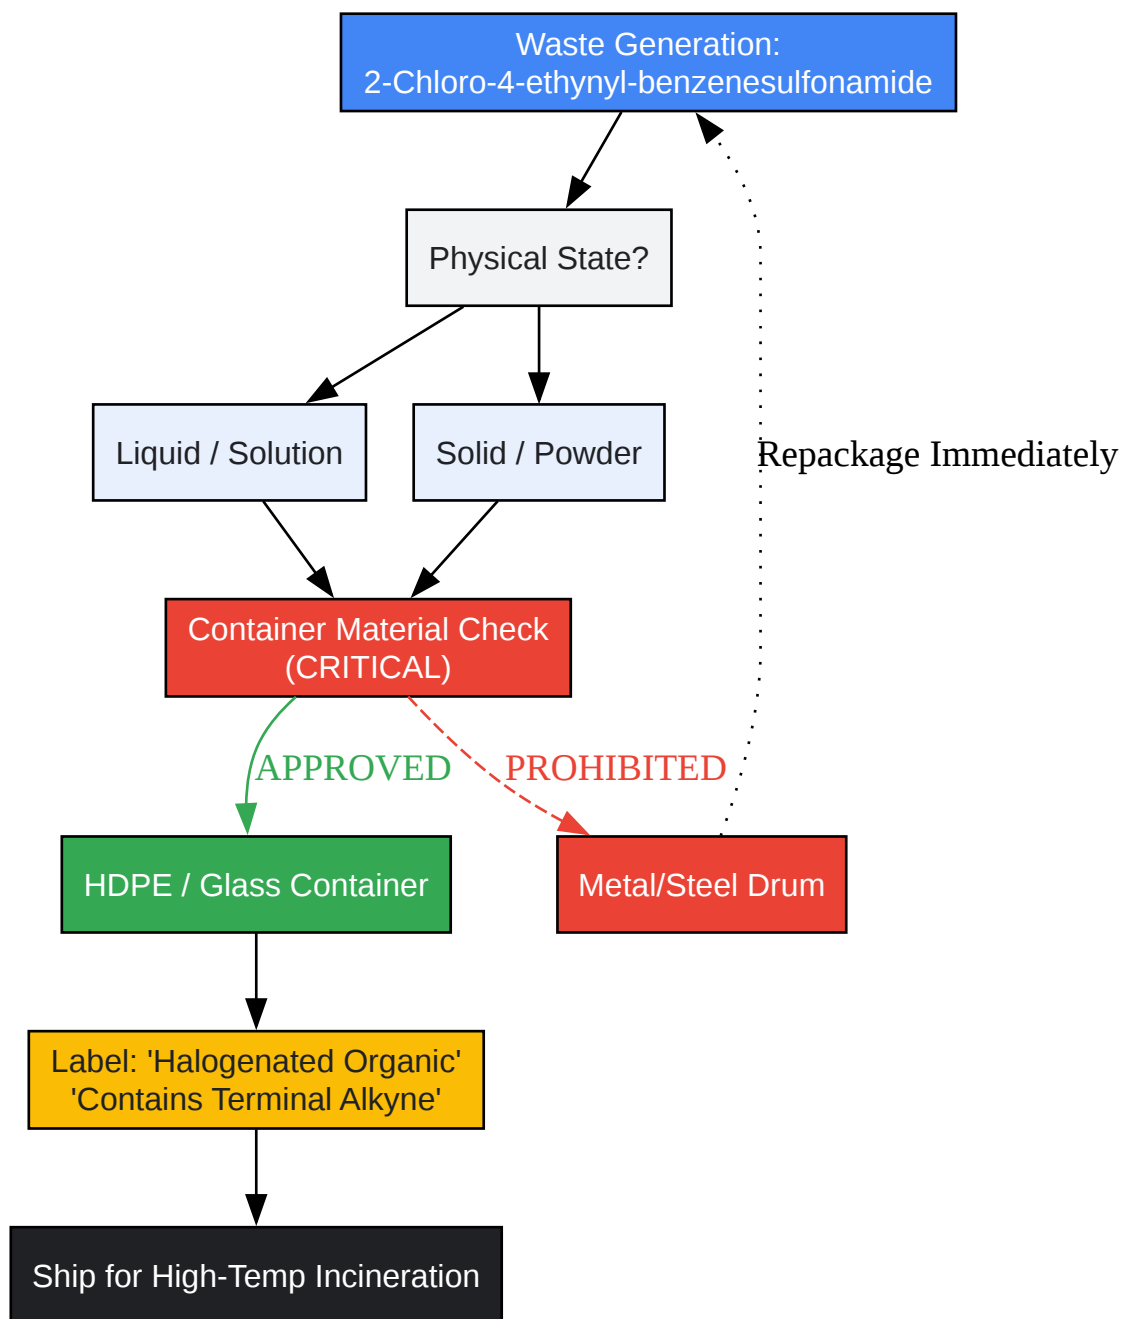 Waste Generation:
2-Chloro-4-ethynyl-benzenesulfonamide
Physical State?
Liquid / Solution
Solid / Powder
Repackage Immediately
Container Material Check
(CRITICAL)
APPROVED
PROHIBITED
HDPE / Glass Container
Metal/Steel Drum
Label: 'Halogenated Organic'
'Contains Terminal Alkyne'
Ship for High-Temp Incineration